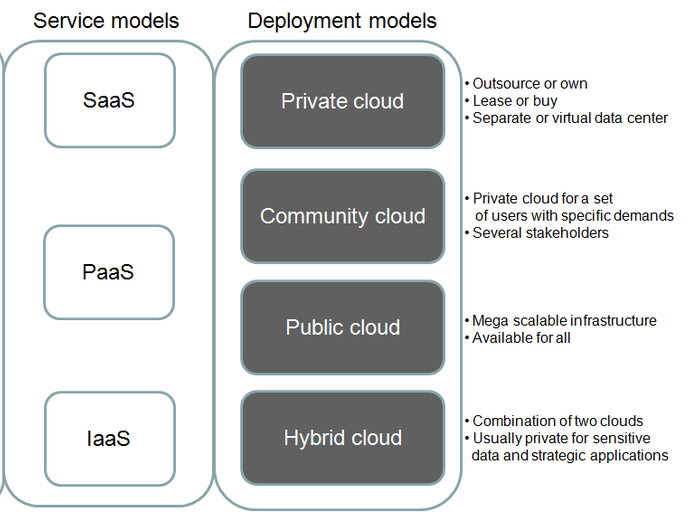 Service models
Deployment models
SaaS
PaaS
IaaS
Private cloud
• Outsource or own
• Lease or buy
• Separate or virtual data center
Community cloud
• Private cloud for a set
of users with specific demands
• Several stakeholders
Public cloud
• Mega scalable infrastructure
• Available for all
Hybrid cloud
• Combination of two clouds
• Usually private for sensitive
data and strategic applications